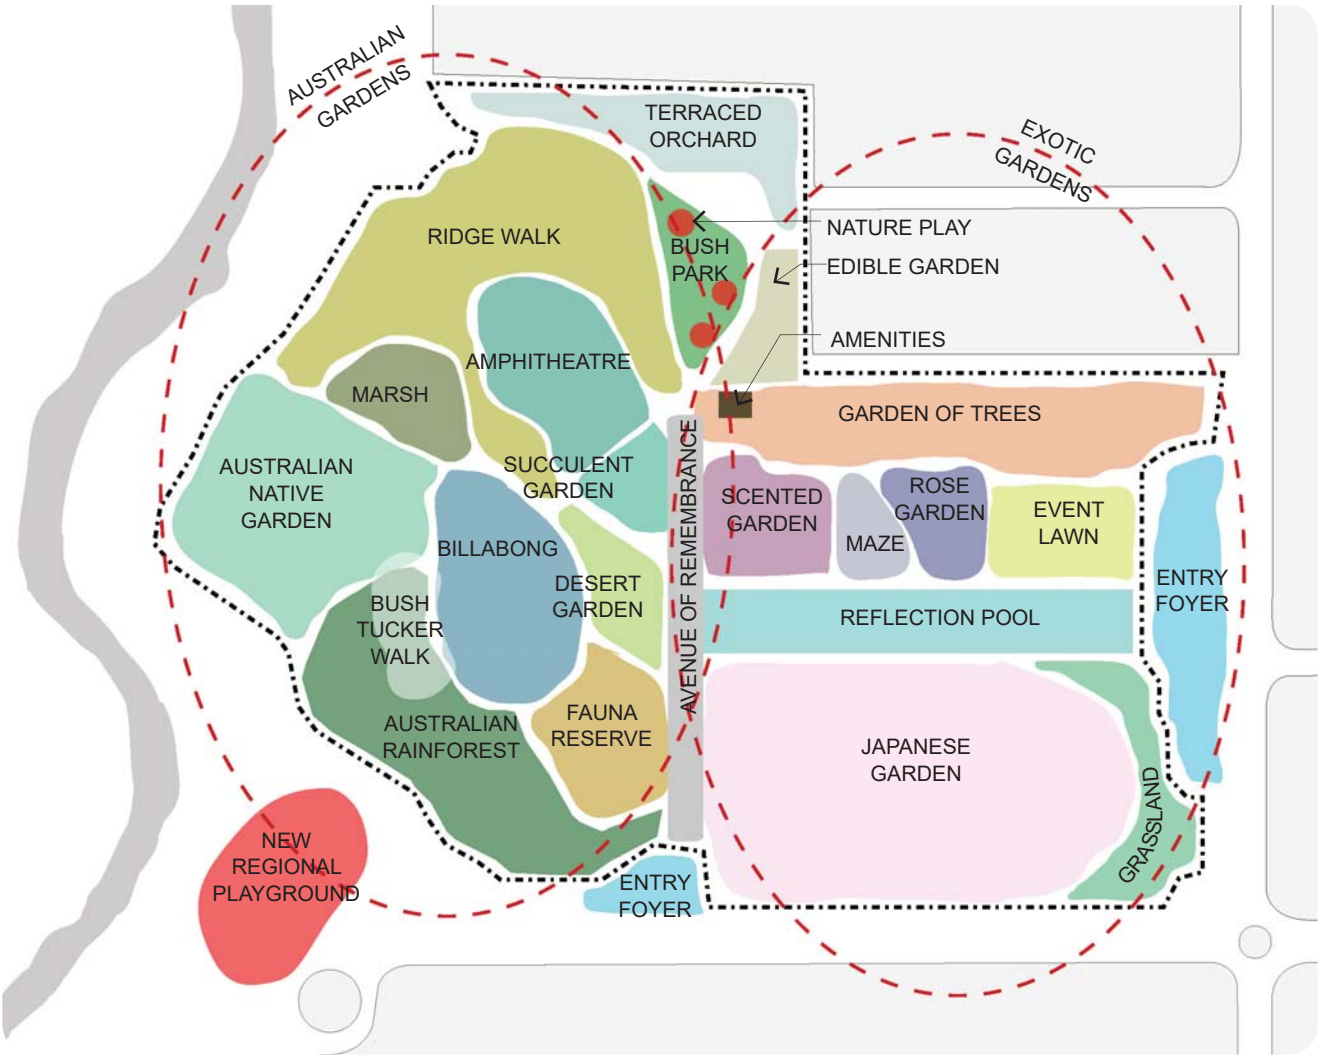 AUSTRALIAN
GARDENS
TERRACED
ORCHARD
EXOTIC
GARDENS
RIDGE WALK
BUSH
PARK
NATURE PLAY
EDIBLE GARDEN
AMENITIES
AMPHITHEATRE
MARSH
GARDEN OF TREES
AUSTRALIAN
NATIVE
GARDEN
SUCCULENT
GARDEN
AVENUE OF REMEMBRANCE
SCENTED
GARDEN
MAZE
ROSE
GARDEN
EVENT
LAWN
BILLABONG
DESERT
GARDEN
ENTRY
FOYER
BUSH
TUCKER
WALK
REFLECTION POOL
AUSTRALIAN
RAINFOREST
FAUNA
RESERVE
JAPANESE
GARDEN
GRASSLAND
NEW
REGIONAL
PLAYGROUND
ENTRY
FOYER